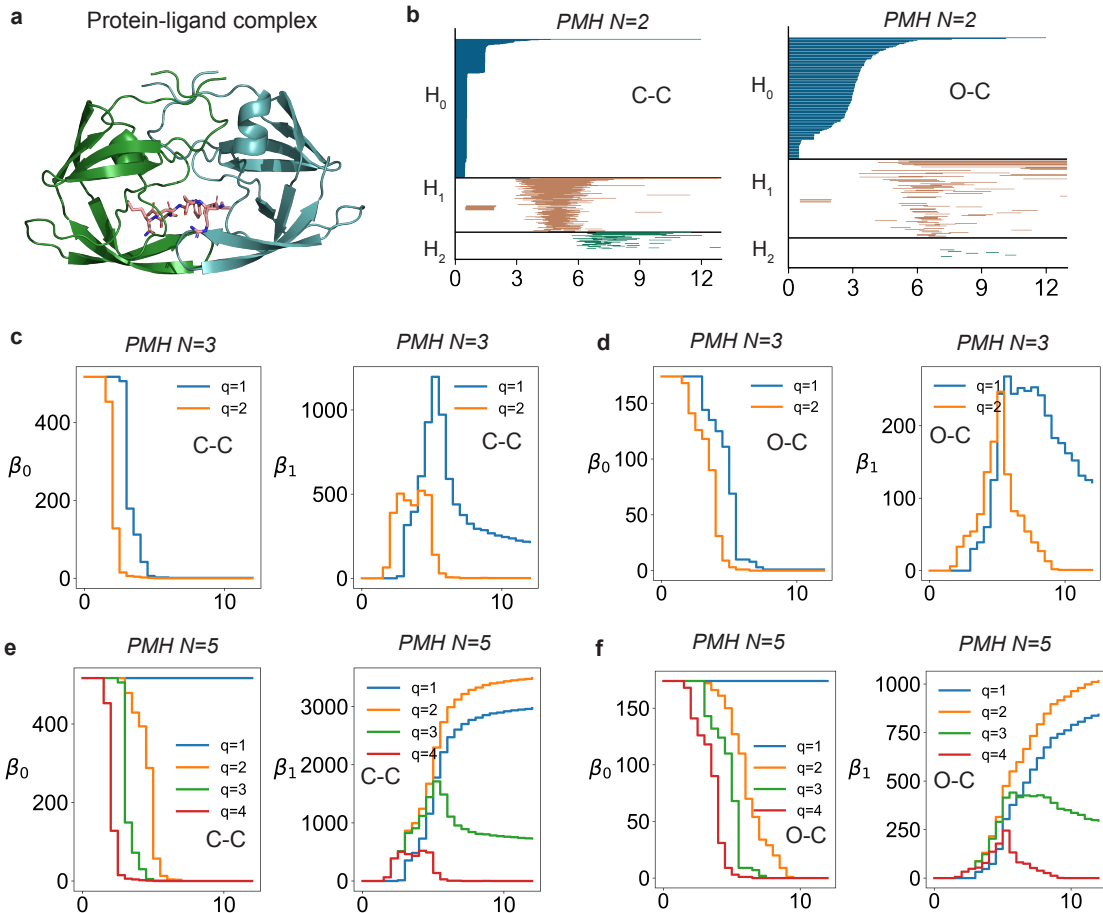 a
Protein-ligand complex
b
PMH N=2
H0
C-C
H1
H2
0 3 6 9 12
PMH N=2
H0
O-C
H1
H2
0 3 6 9 12
c
PMH N=3
q=1
q=2
C-C
β0
400
200
0
0 10
PMH N=3
q=1
q=2
C-C
β1
1000
500
0
0 10
d
PMH N=3
q=1
q=2
O-C
β0
150
100
50
0
0 10
PMH N=3
q=1
q=2
O-C
β1
200
100
0
0 10
e
PMH N=5
q=1
q=2
q=3
q=4
C-C
β0
400
200
0
0 10
PMH N=5
q=1
q=2
q=3
q=4
C-C
β1
3000
2000
1000
0
0 10
f
PMH N=5
q=1
q=2
q=3
q=4
O-C
β0
150
100
50
0
0 10
PMH N=5
q=1
q=2
q=3
q=4
O-C
β1
1000
750
500
250
0
0 10